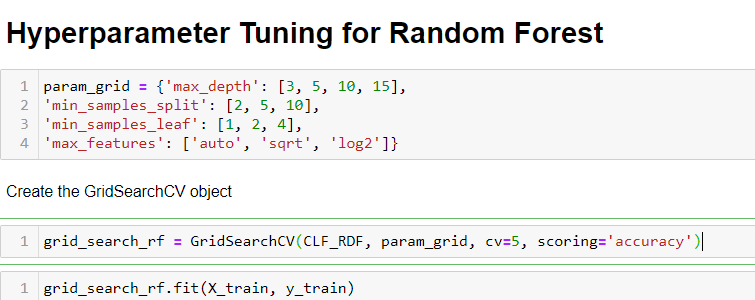 Hyperparameter Tuning for Random Forest
1 param_grid = {'max_depth': [3, 5, 10, 15],
2 'min_samples_split': [2, 5, 10],
3 'min_samples_leaf': [1, 2, 4],
4 'max_features': ['auto', 'sqrt', 'log2']}
Create the GridSearchCV object
1 grid_search_rf = GridSearchCV(CLF_RDF, param_grid, cv=5, scoring='accuracy')
1 grid_search_rf.fit(X_train, y_train)